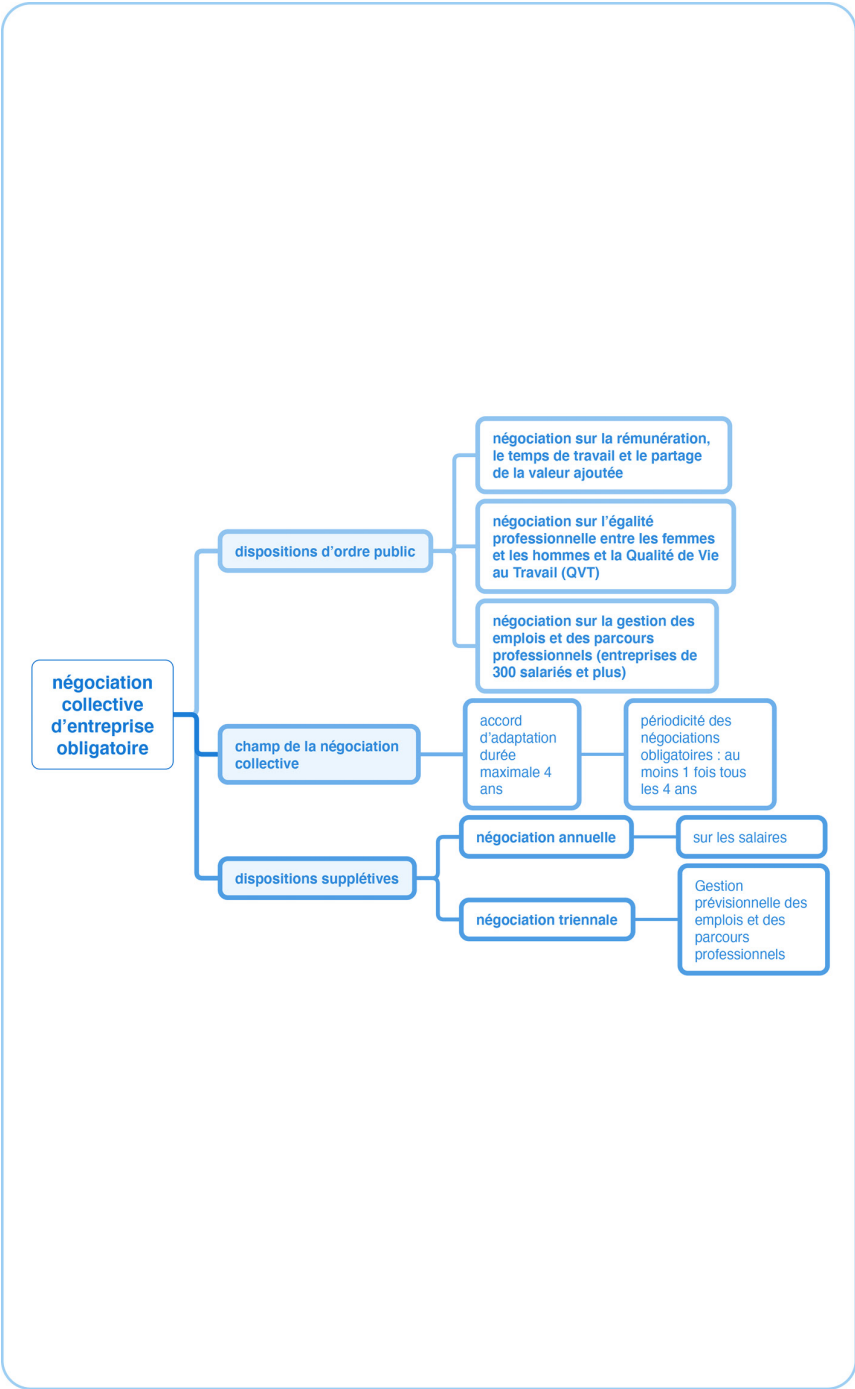 négociation
collective
d’entreprise
obligatoire
dispositions d’ordre public
négociation sur la rémunération,
le temps de travail et le partage
de la valeur ajoutée
négociation sur l’égalité
professionnelle entre les femmes
et les hommes et la Qualité de Vie
au Travail (QVT)
négociation sur la gestion des
emplois et des parcours
professionnels (entreprises de
300 salariés et plus)
champ de la négociation
collective
accord
d’adaptation
durée
maximale 4
ans
périodicité des
négociations
obligatoires : au
moins 1 fois tous
les 4 ans
dispositions supplétives
négociation annuelle
sur les salaires
négociation triennale
Gestion
prévisionnelle des
emplois et des
parcours
professionnels